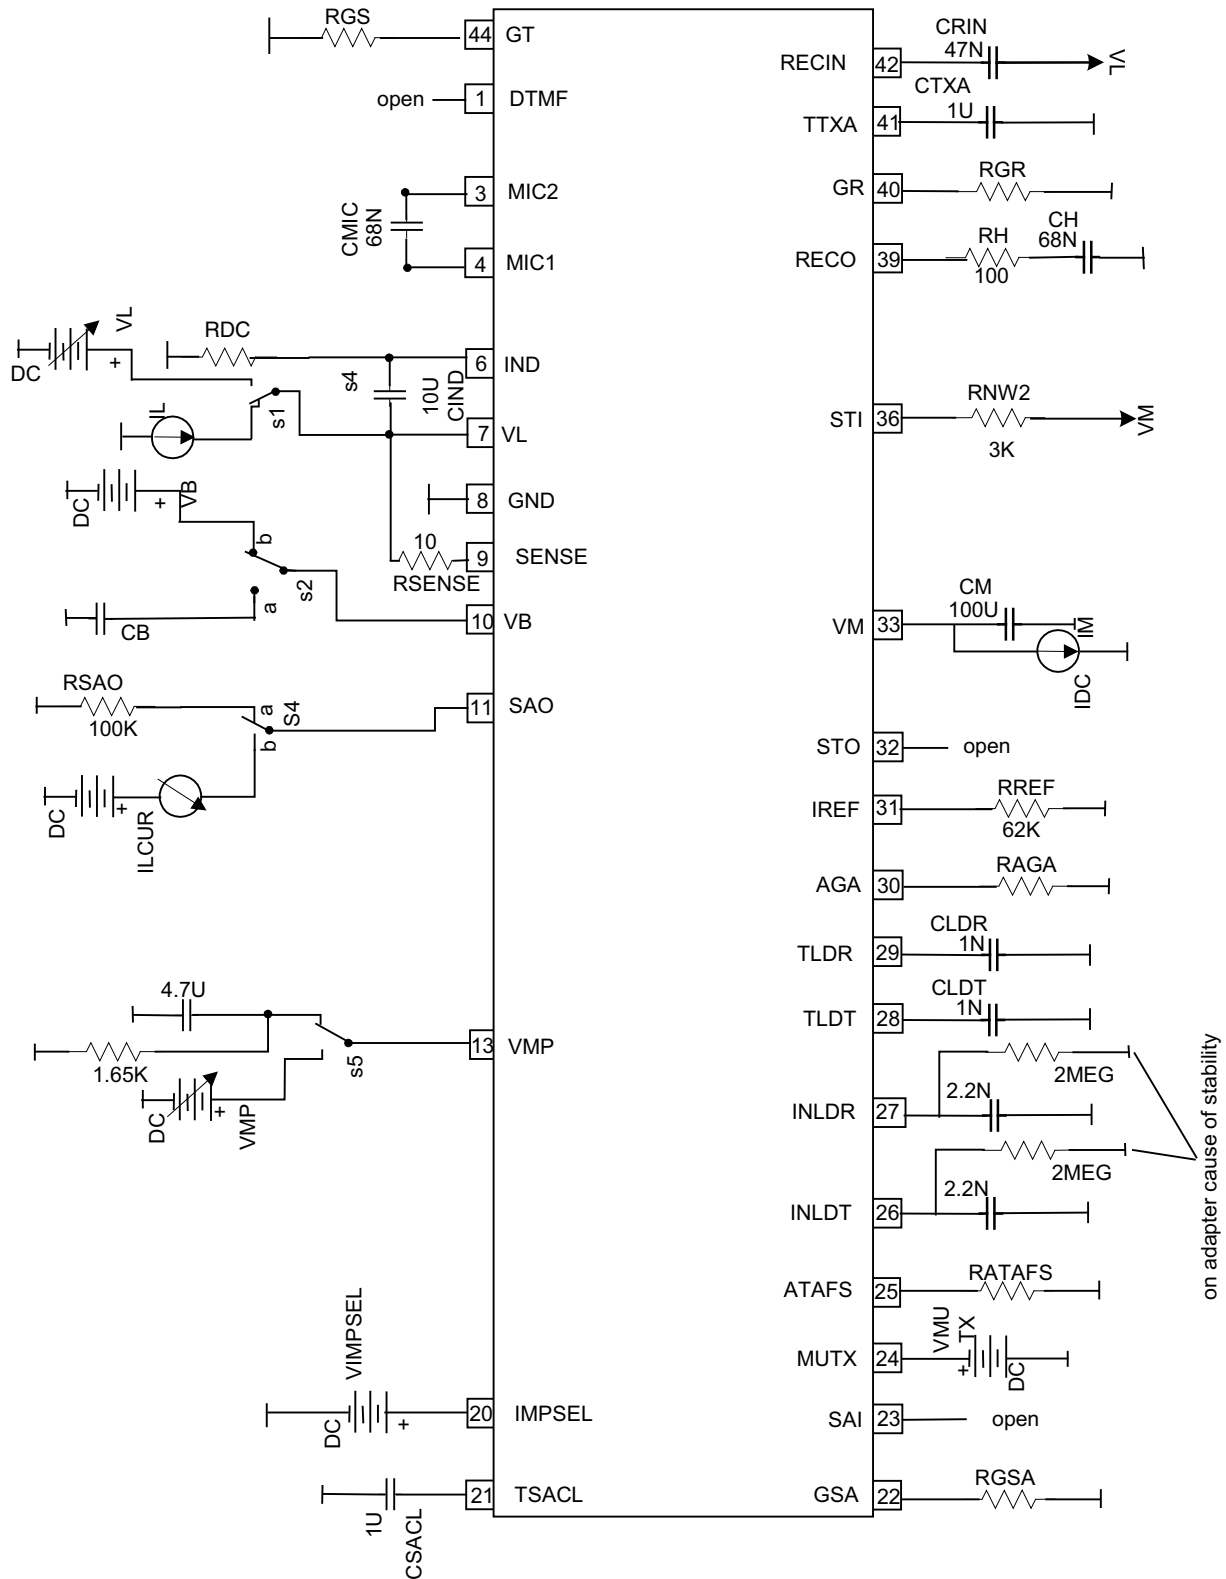 RGS
44 GT
open 1 DTMF
3 MIC2
CMIC
68N
4 MIC1
VL
DC
+
RDC
6 IND
s4
10U
CIND
IL
s1
7 VL
DC
+
VB
8 GND
b
10
9 SENSE
RSENSE
s2
a
CB
10 VB
RSAO
100K
a
S4
b
11 SAO
DC
+
ILCUR
4.7U
1.65K
s5
13 VMP
DC
+
VMP
VIMPSEL
DC
+
20 IMPSEL
1U
CSACL
21 TSACL
CRIN
47N
RECIN 42
VL
CTXA
1U
TTXA 41
RGR
GR 40
RH
100
CH
68N
RECO 39
RNW2
3K
STI 36
VM
CM
100U
VM 33
IM
IDC
STO 32 open
RREF
62K
IREF 31
RAGA
AGA 30
CLDR
1N
TLDR 29
CLDT
1N
TLDT 28
2MEG
2.2N
INLDR 27
2MEG
2.2N
INLDT 26
on adapter cause of stability
RATAFS
ATAFS 25
VMU
TX
MUTX 24
+
DC
SAI 23 open
RGSA
GSA 22